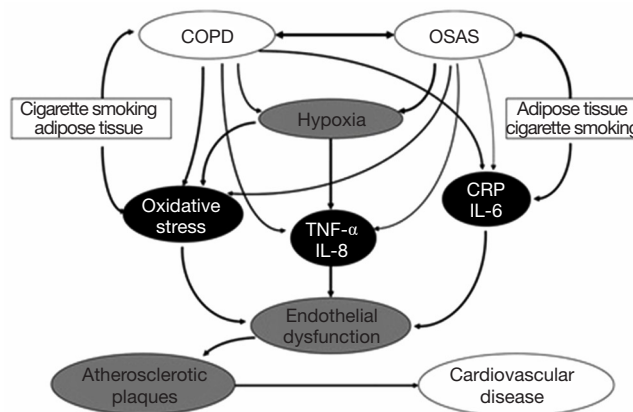 COPD
OSAS
Cigarette smoking
adipose tissue
Hypoxia
Adipose tissue
cigarette smoking
Oxidative
stress
TNF-α
IL-8
CRP
IL-6
Endothelial
dysfunction
Atherosclerotic
plaques
Cardiovascular
disease